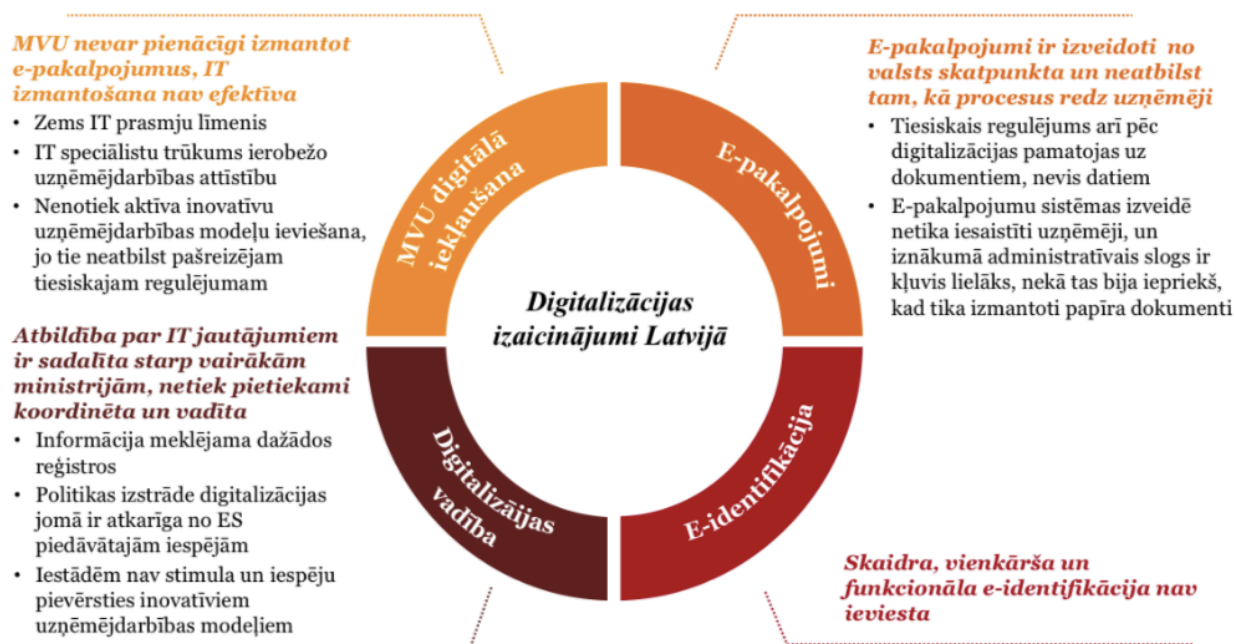 MVU nevar pienācīgi izmantot
e-pakalpojumus, IT
izmantošana nav efektīva
• Zems IT prasmju līmenis
• IT speciālistu trūkums ierobežo
uzņēmējdarbības attīstību
• Nenotiek aktīva inovatīvu
uzņēmējdarbības modeļu ieviešana,
jo tie neatbilst pašreizējam
tiesiskajam regulējumam
Atbildība par IT jautājumiem
ir sadalīta starp vairākām
ministrijām, netiek pietiekami
koordinēta un vadīta
• Informācija meklējama dažādos
reģistros
• Politikas izstrāde digitalizācijas
jomā ir atkarīga no ES
piedāvātajām iespējām
• Iestādēm nav stimula un iespēju
pievērsties inovatīviem
uzņēmējdarbības modeļiem
MVU digitālā
iekļaušana
E-pakalpojumi
Digitalizācijas
izaicinājumi Latvijā
Digitalizāijas
vadība
E-identifikācija
E-pakalpojumi ir izveidoti no
valsts skatpunkta un neatbilst
tam, kā procesus redz uzņēmēji
• Tiesiskais regulējums arī pēc
digitalizācijas pamatojas uz
dokumentiem, nevis datiem
• E-pakalpojumu sistēmas izveidē
netika iesaistīti uzņēmēji, un
iznākumā administratīvais slogs ir
kļuvis lielāks, nekā tas bija iepriekš,
kad tika izmantoti papīra dokumenti
Skaidra, vienkārša un
funkcionāla e-identifikācija nav
ieviesta